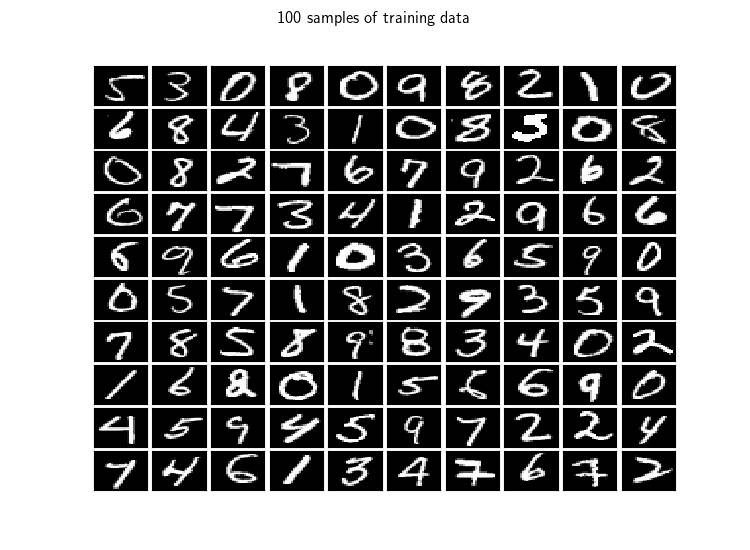 100 samples of training data
5 3 0 8 0 9 8 2 1 0
6 8 4 3 1 0 8 5 0 8
0 8 2 7 6 7 9 2 6 2
6 7 7 3 4 1 2 9 6 6
6 9 6 1 0 3 6 5 9 0
0 5 7 1 8 2 9 3 5 9
7 8 5 8 9 8 3 4 0 2
1 6 8 0 1 5 6 9 0
4 5 9 4 5 9 7 2 2 4
7 4 6 1 3 4 7 6 7 2